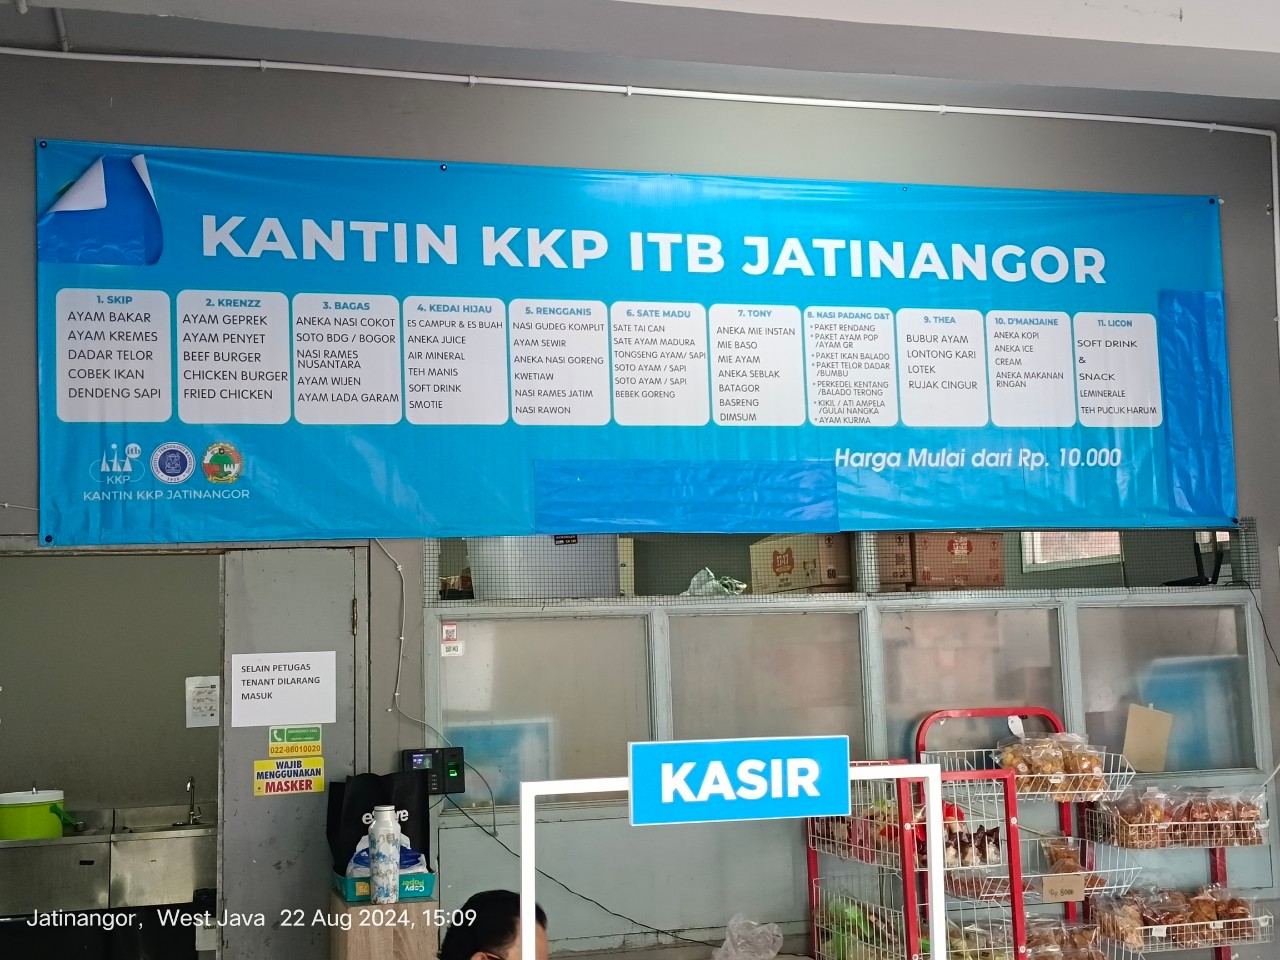 KANTIN KKP ITB JATINANGOR
1. SKIP
AYAM BAKAR
AYAM KREMES
DADAR TELOR
COBEK IKAN
DENDENG SAPI
2. KRENZZ
AYAM GEPREK
AYAM PENYET
BEEF BURGER
CHICKEN BURGER
FRIED CHICKEN
3. BAGAS
ANEKA NASI COKOT
SOTO BDG / BOGOR
NASI RAMES
NUSANTARA
AYAM WIJEN
AYAM LADA GARAM
4. KEDAI HIJAU
ES CAMPUR & ES BUAH
ANEKA JUICE
AIR MINERAL
TEH MANIS
SOFT DRINK
SMOTIE
5. RENGGANIS
NASI GUDEG KOMPLIT
AYAM SEWIR
ANEKA NASI GORENG
KWETIAW
NASI RAMES JATIM
NASI RAWON
6. SATE MADU
SATE TAI CAN
SATE AYAM MADURA
TONGSENG AYAM/ SAPI
SOTO AYAM / SAPI
SOTO AYAM / SAPI
BEBEK GORENG
7. TONY
ANEKA MIE INSTAN
MIE BASO
MIE AYAM
ANEKA SEBLAK
BATAGOR
BASRENG
DIMSUM
8. NASI PADANG D&T
• PAKET RENDANG
• PAKET AYAM POP
/AYAM GR
• PAKET IKAN BALADO
• PAKET TELOR DADAR
/BUMBU
• PERKEDEL KENTANG
/BALADO TERONG
• KIKIL / ATI AMPELA
/GULAI NANGKA
• AYAM KURMA
9. THEA
BUBUR AYAM
LONTONG KARI
LOTEK
RUJAK CINGUR
10. D'MANJAINE
ANEKA KOPI
ANEKA ICE
CREAM
ANEKA MAKANAN
RINGAN
11. LICON
SOFT DRINK
&
SNACK
LEMINERALE
TEH PUCUK HARUM
Harga Mulai dari Rp. 10.000
itb
KKP
KANTIN KKP JATINANGOR
SELAIN PETUGAS
TENANT DILARANG
MASUK
022-86010020
WAJIB
MENGGUNAKAN
MASKER
KASIR
Rp 5000
Jatinangor, West Java 22 Aug 2024, 15:09